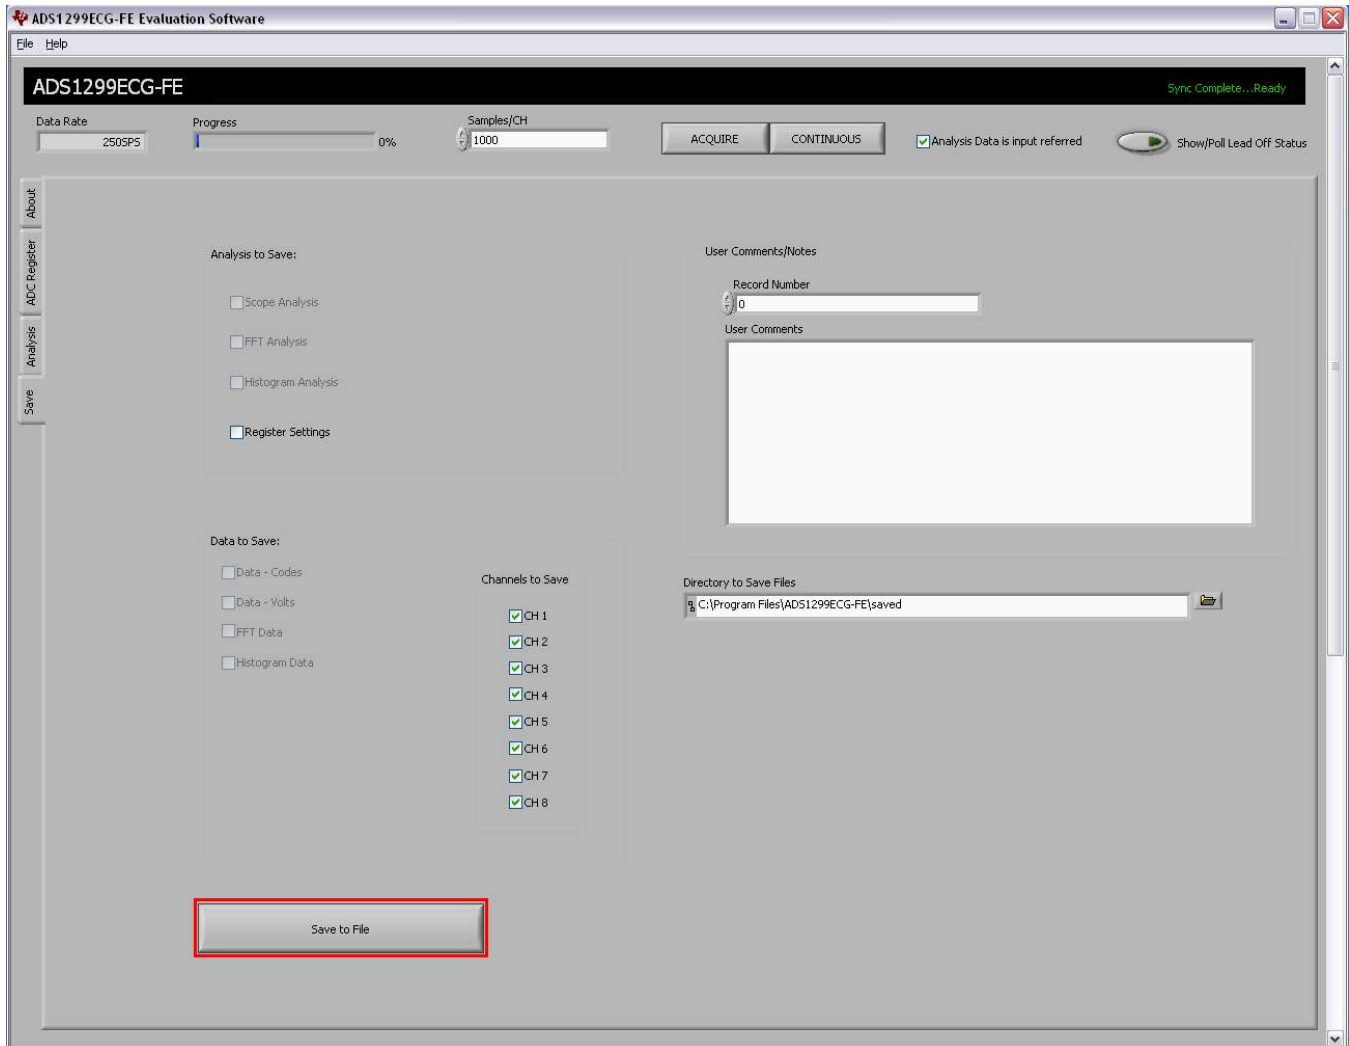 ADS1299ECG-FE Evaluation Software
File Help
ADS1299ECG-FE
Sync Complete...Ready
Data Rate
250SPS
Progress
0%
Samples/CH
1000
ACQUIRE
CONTINUOUS
Analysis Data is input referred
Show/Poll Lead Off Status
About
ADC Register
Analysis
Save
Analysis to Save:
Scope Analysis
FFT Analysis
Histogram Analysis
Register Settings
Data to Save:
Data - Codes
Data - Volts
FFT Data
Histogram Data
Channels to Save
CH 1
CH 2
CH 3
CH 4
CH 5
CH 6
CH 7
CH 8
Save to File
User Comments/Notes
Record Number
0
User Comments
Directory to Save Files
C:\Program Files\ADS1299ECG-FE\saved